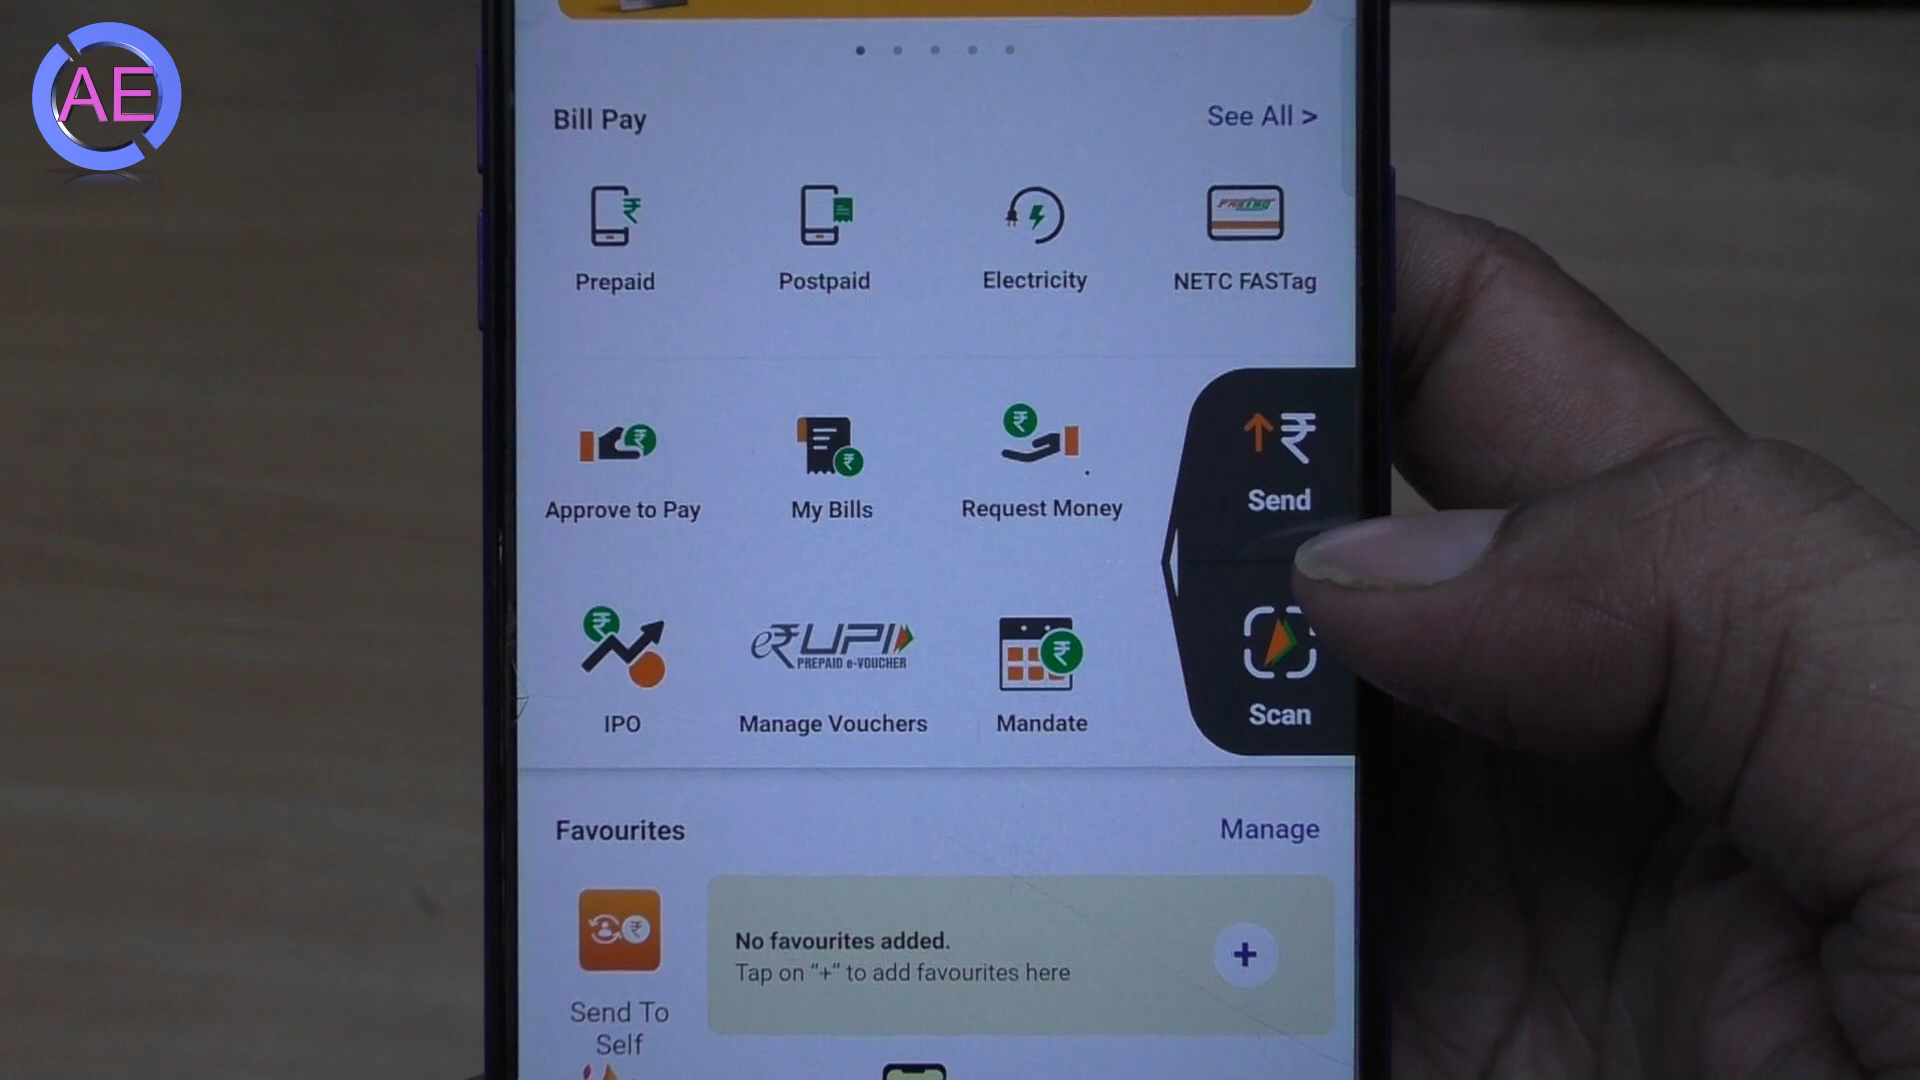 AE
Bill Pay
See All >
Prepaid
Postpaid
Electricity
FASTAG
NETC FASTag
Approve to Pay
My Bills
Request Money
Send
e₹UPI
PREPAID e-VOUCHER
IPO
Manage Vouchers
Mandate
Scan
Favourites
Manage
No favourites added.
Tap on “+” to add favourites here
Send To
Self